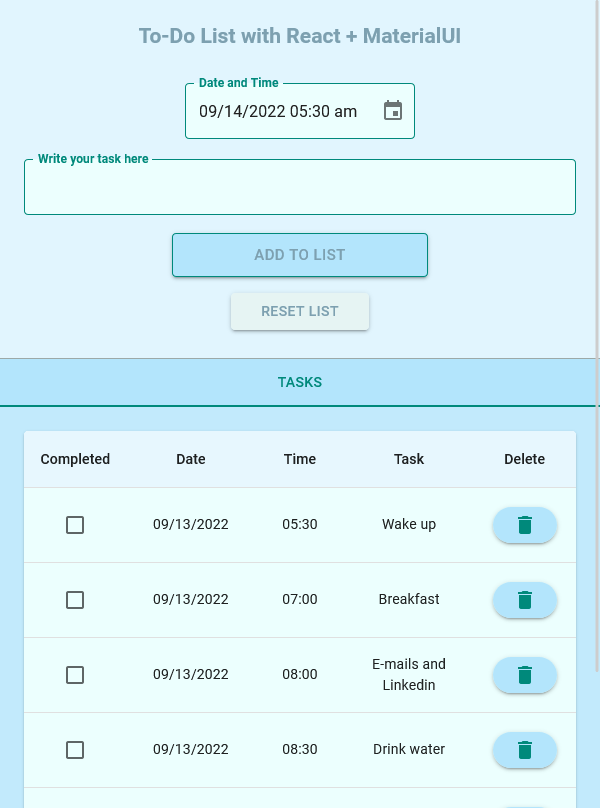 To-Do List with React + MaterialUI
Date and Time
09/14/2022 05:30 am
Write your task here
ADD TO LIST
RESET LIST
TASKS
Completed Date Time Task Delete
09/13/2022 05:30 Wake up
09/13/2022 07:00 Breakfast
09/13/2022 08:00 E-mails and
Linkedin
09/13/2022 08:30 Drink water